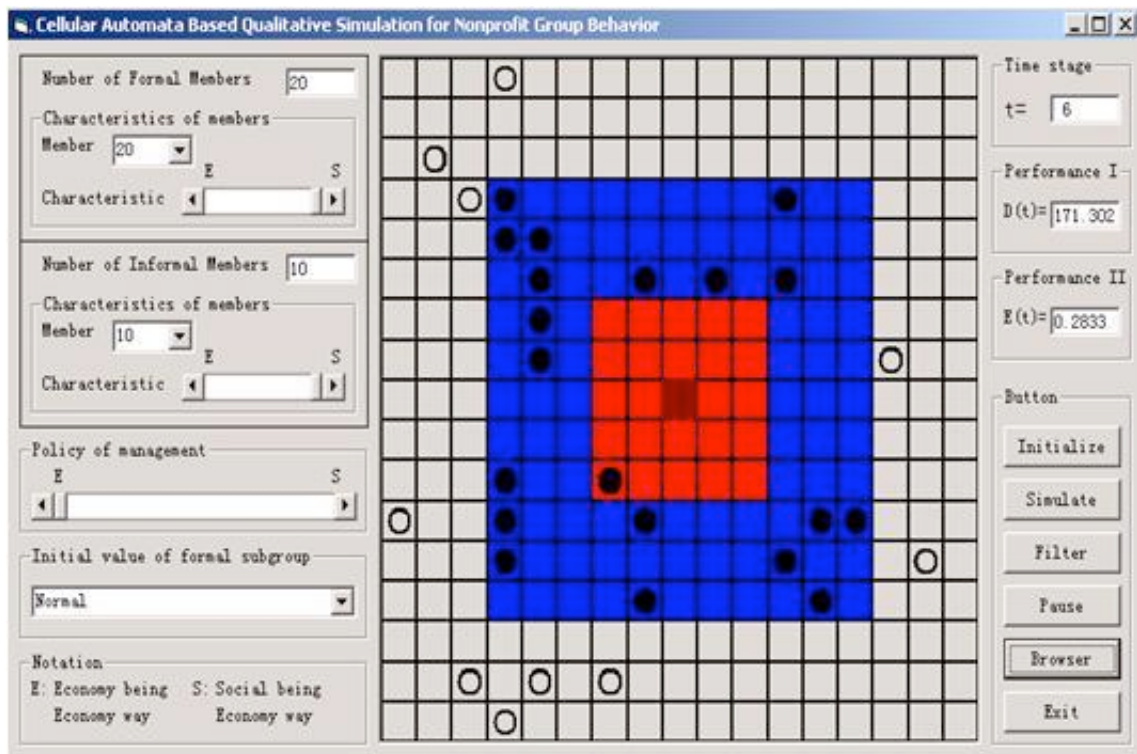 Cellular Automata Based Qualitative Simulation for Nonprofit Group Behavior
Number of Formal Members 20
Characteristics of members
Member 20
E S
Characteristic
Number of Informal Members 10
Characteristics of members
Member 10
E S
Characteristic
Policy of management
E S
Initial value of formal subgroup
Normal
Notation
E: Economy being S: Social being
Economy way Economy way
Time stage
t= 6
Performance I
D(t)= 171.302
Performance II
E(t)= 0.2833
Button
Initialize
Simulate
Filter
Pause
Browser
Exit